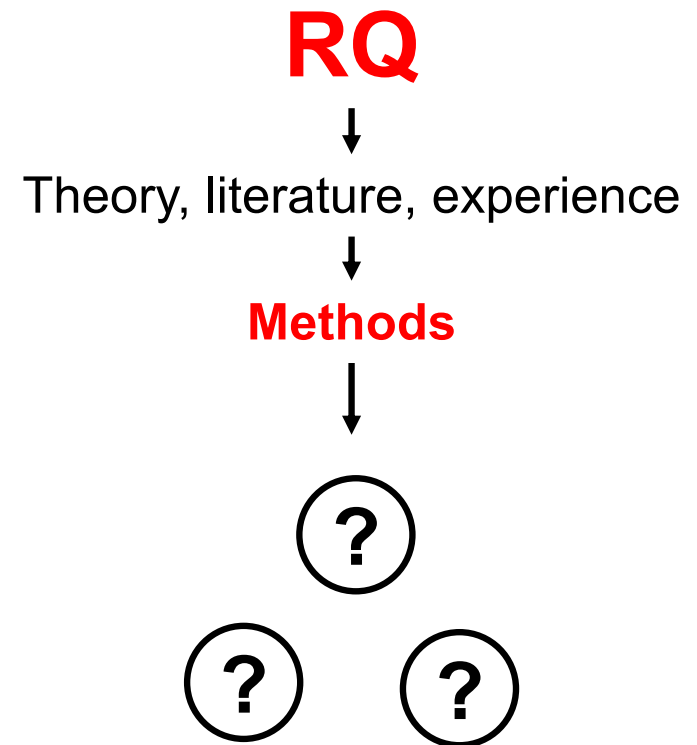 RQ
Theory, literature, experience
Methods
?
? ?